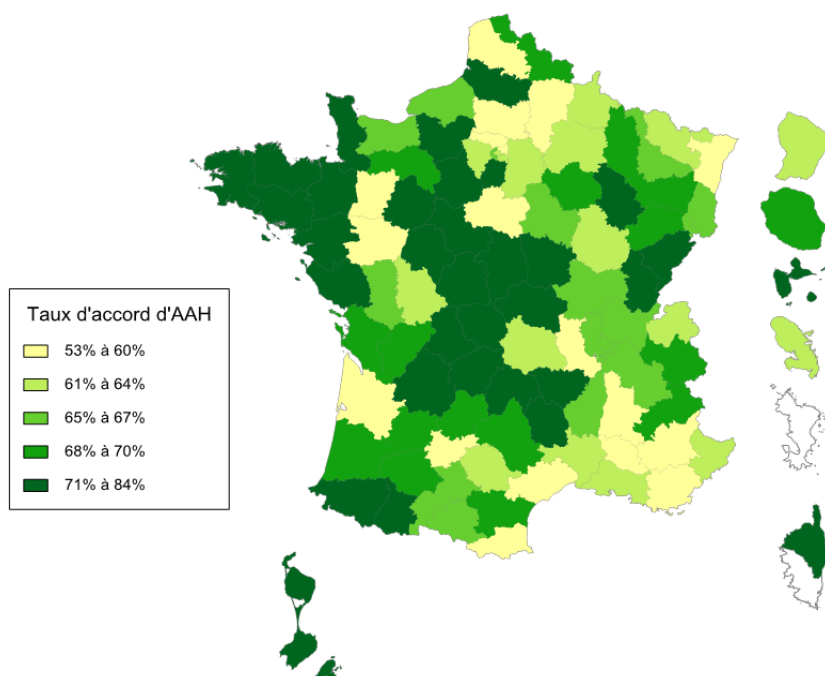 Taux d'accord d'AAH
53% à 60%
61% à 64%
65% à 67%
68% à 70%
71% à 84%